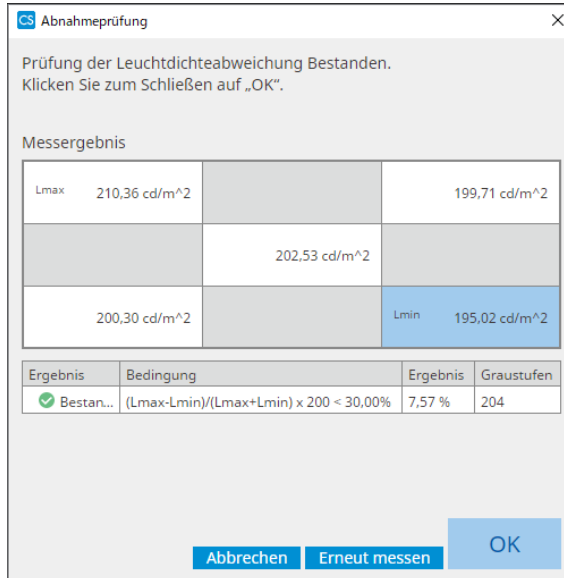 CS Abnahmeprüfung
Prüfung der Leuchtdichteabweichung Bestanden.
Klicken Sie zum Schließen auf „OK“.
Messergebnis
Lmax 210,36 cd/m^2 199,71 cd/m^2
202,53 cd/m^2
200,30 cd/m^2 Lmin 195,02 cd/m^2
Ergebnis Bedingung Ergebnis Graustufen
Bestan... (Lmax-Lmin)/(Lmax+Lmin) x 200 < 30,00% 7,57 % 204
Abbrechen Erneut messen OK